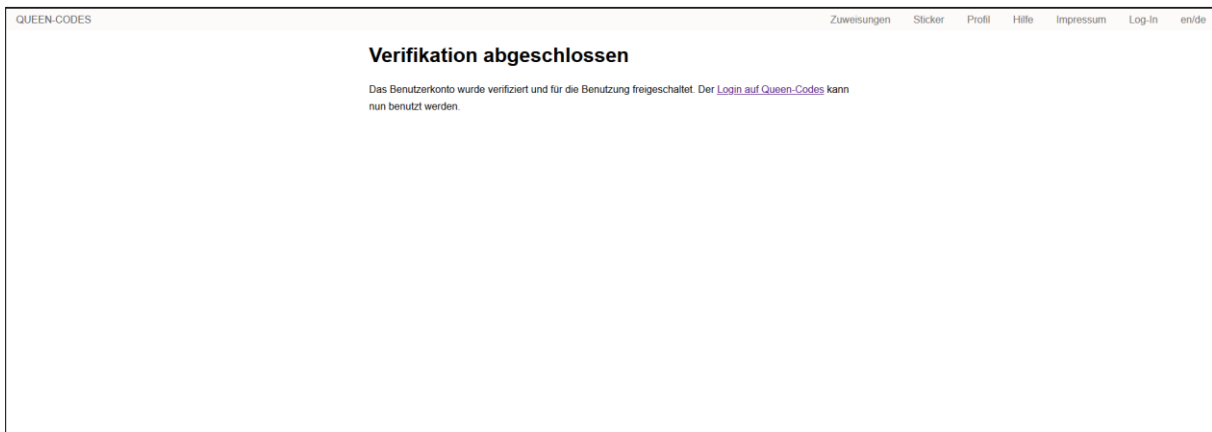 QUEEN-CODES Zuweisungen Sticker Profil Hilfe Impressum Log-In en/de
Verifikation abgeschlossen
Das Benutzerkonto wurde verifiziert und für die Benutzung freigeschaltet. Der Login auf Queen-Codes kann
nun benutzt werden.